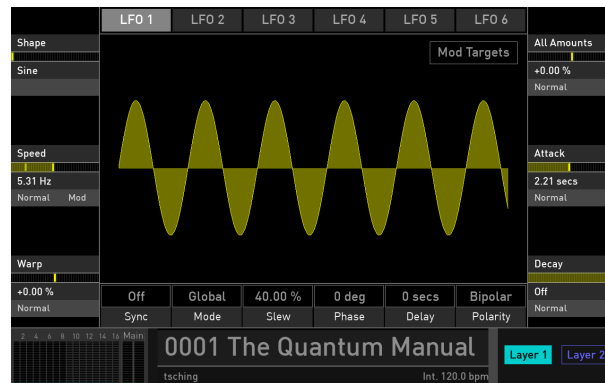 LFO 1 LFO 2 LFO 3 LFO 4 LFO 5 LFO 6
Mod Targets
Shape
Sine
Speed
5.31 Hz
Normal Mod
Warp
+0.00 %
Normal
All Amounts
+0.00 %
Normal
Attack
2.21 secs
Normal
Decay
Off
Normal
Off Global 40.00 % 0 deg 0 secs Bipolar
Sync Mode Slew Phase Delay Polarity
2 4 6 8 10 12 14 16 Main
0001 The Quantum Manual
tsching Int. 120.0 bpm
Layer 1 Layer 2